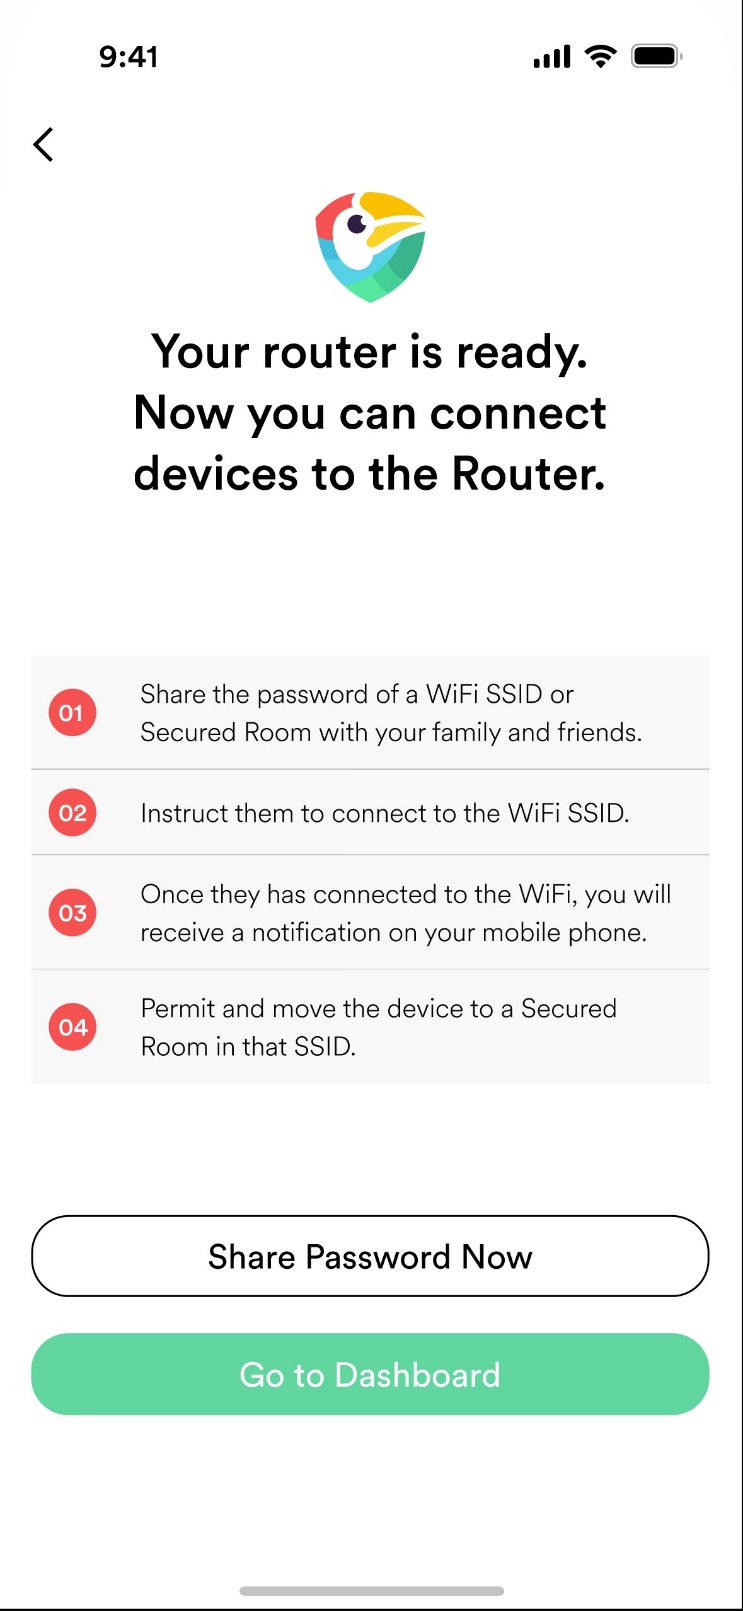 9:41
Your router is ready.
Now you can connect
devices to the Router.
01
Share the password of a WiFi SSID or
Secured Room with your family and friends.
02
Instruct them to connect to the WiFi SSID.
03
Once they has connected to the WiFi, you will
receive a notification on your mobile phone.
04
Permit and move the device to a Secured
Room in that SSID.
Share Password Now
Go to Dashboard